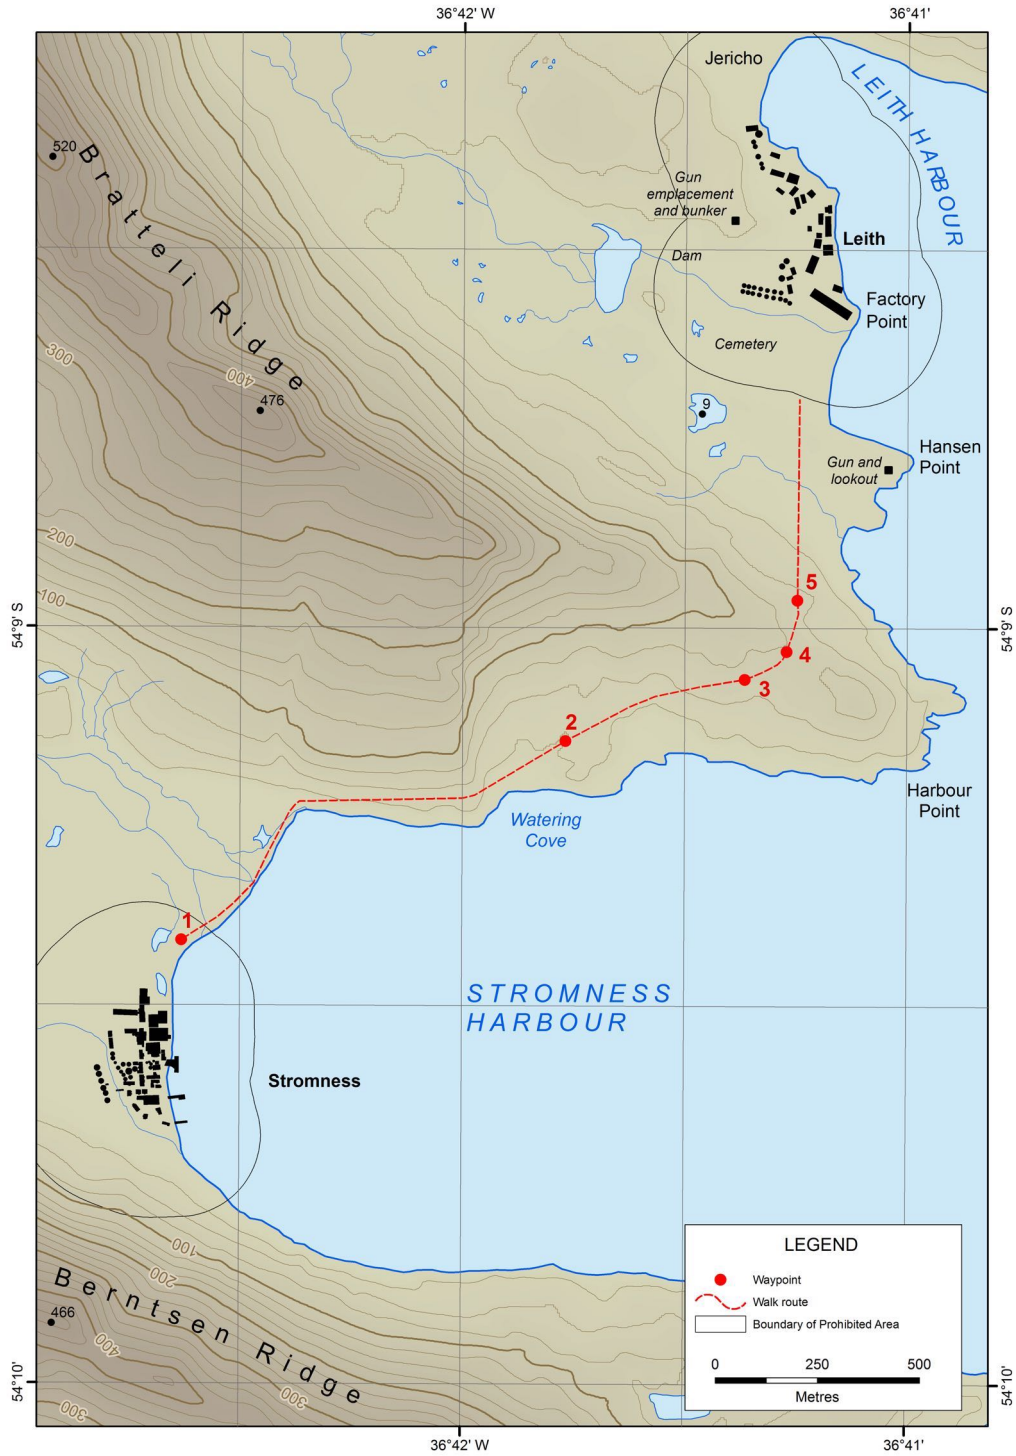 36°42' W
36°41'
Jericho
LEITH HARBOUR
520
Bratteli Ridge
Gun
emplacement
and bunker
Leith
Dam
Factory
Point
Cemetery
300
400
476
9
Hansen
Point
Gun and
lookout
200
100
5
54°9' S
54°9' S
4
3
2
Harbour
Point
Watering
Cove
1
STROMNESS
HARBOUR
Stromness
100
200
Berntsen Ridge
466
400
300
300
LEGEND
Waypoint
Walk route
Boundary of Prohibited Area
0 250 500
Metres
54°10'
54°10'
36°42' W
36°41'